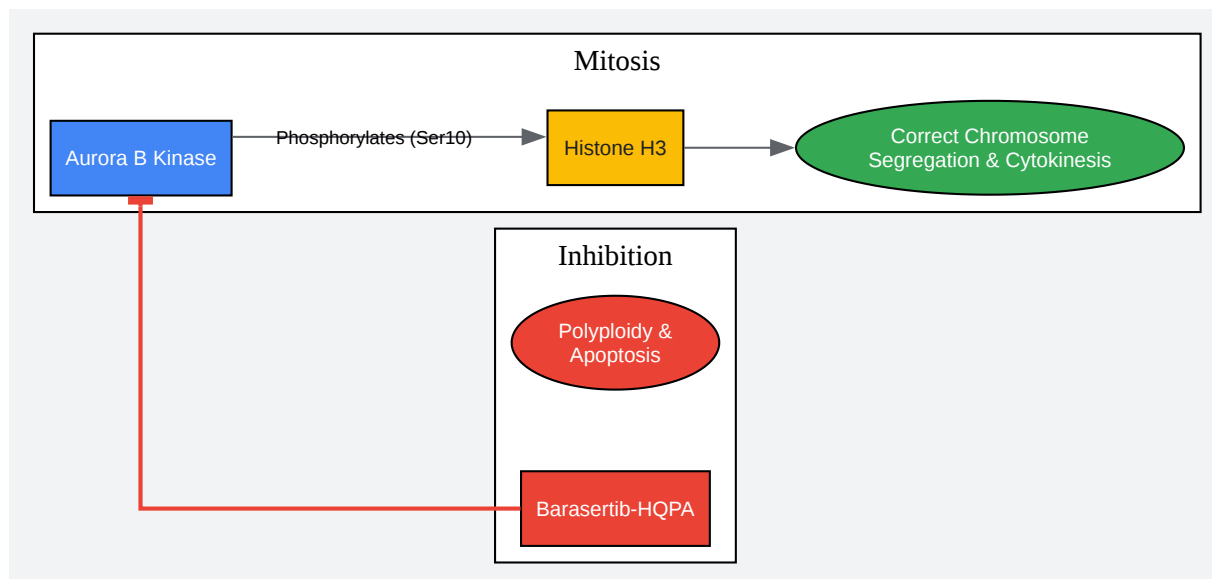 Mitosis
Aurora B Kinase
Phosphorylates (Ser10)
Histone H3
Correct Chromosome
Segregation & Cytokinesis
Inhibition
Polyploidy &
Apoptosis
Barasertib-HQPA